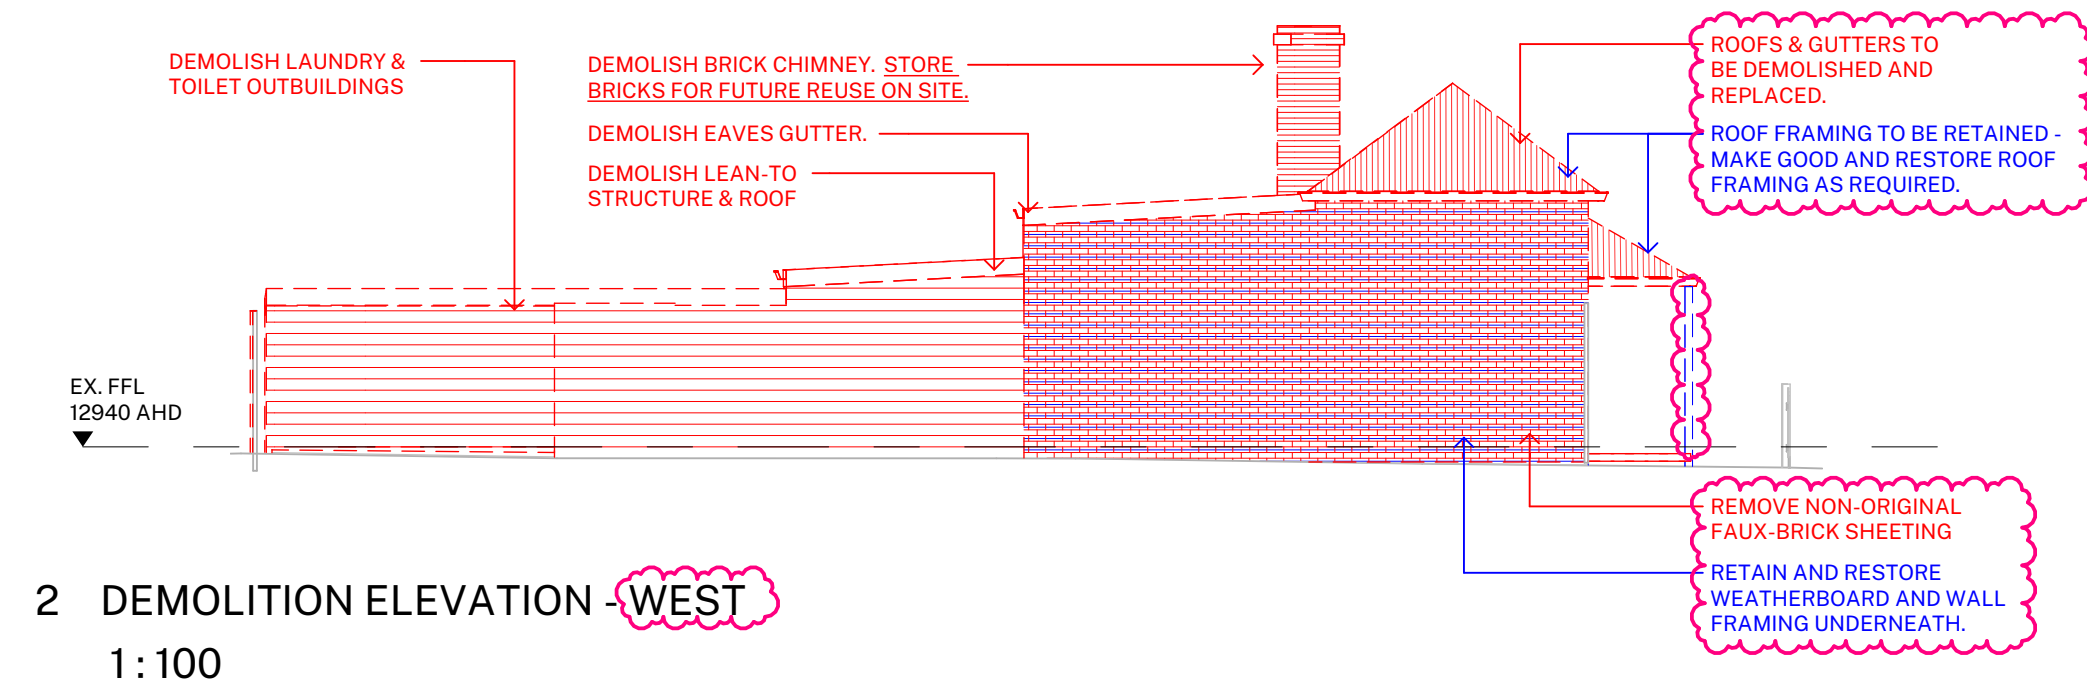 DEMOLISH LAUNDRY &
TOILET OUTBUILDINGS
DEMOLISH BRICK CHIMNEY. STORE
BRICKS FOR FUTURE REUSE ON SITE.
DEMOLISH EAVES GUTTER.
DEMOLISH LEAN-TO
STRUCTURE & ROOF
ROOFS & GUTTERS TO
BE DEMOLISHED AND
REPLACED.
ROOF FRAMING TO BE RETAINED -
MAKE GOOD AND RESTORE ROOF
FRAMING AS REQUIRED.
EX. FFL
12940 AHD
REMOVE NON-ORIGINAL
FAUX-BRICK SHEETING
RETAIN AND RESTORE
WEATHERBOARD AND WALL
FRAMING UNDERNEATH.
2 DEMOLITION ELEVATION - WEST
1 : 100